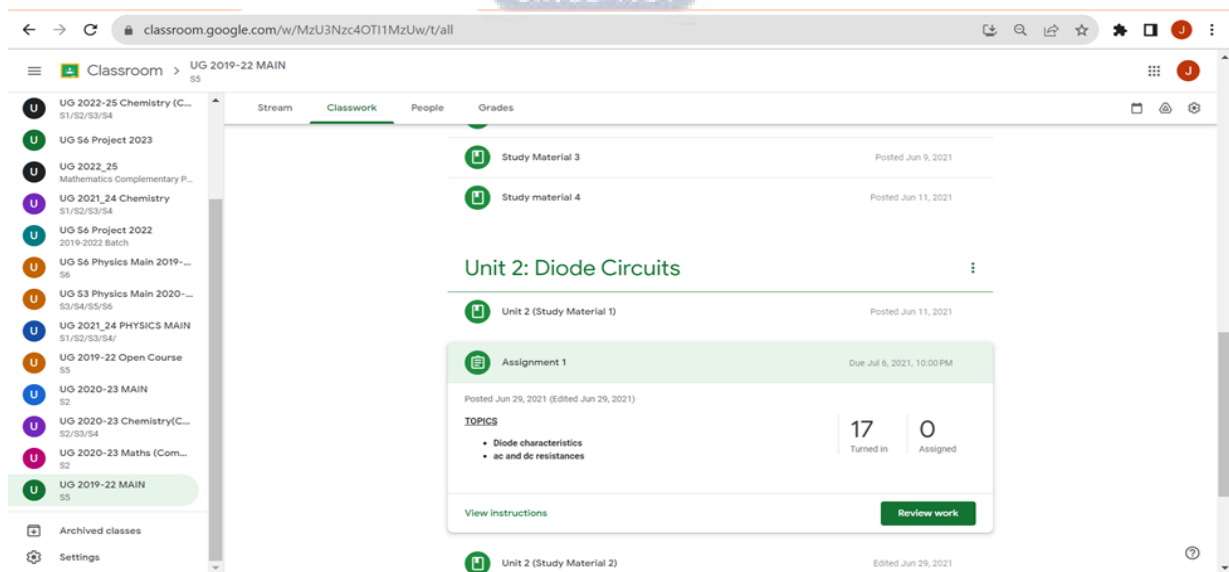 classroom.google.com/w/MzU3Nzc4OTI1MzUw/t/all
J
Classroom > UG 2019-22 MAIN
S5
J
U UG 2022-25 Chemistry (C...
S1/S2/S3/S4
U UG S6 Project 2023
U UG 2022_25
Mathematics Complementary P...
U UG 2021_24 Chemistry
S1/S2/S3/S4
U UG S6 Project 2022
2019-2022 Batch
U UG S6 Physics Main 2019-...
S6
U UG S3 Physics Main 2020-...
S3/S4/S5/S6
U UG 2021_24 PHYSICS MAIN
S1/S2/S3/S4/
U UG 2019-22 Open Course
S5
U UG 2020-23 MAIN
S2
U UG 2020-23 Chemistry(C...
S2/S3/S4
U UG 2020-23 Maths (Com...
S2
U UG 2019-22 MAIN
S5
Archived classes
Settings
Stream Classwork People Grades
Study Material 3 Posted Jun 9, 2021
Study material 4 Posted Jun 11, 2021
Unit 2: Diode Circuits
Unit 2 (Study Material 1) Posted Jun 11, 2021
Assignment 1 Due Jul 6, 2021, 10:00 PM
Posted Jun 29, 2021 (Edited Jun 29, 2021)
TOPICS
• Diode characteristics
• ac and dc resistances
17 0
Turned in Assigned
View instructions Review work
Unit 2 (Study Material 2) Edited Jun 29, 2021